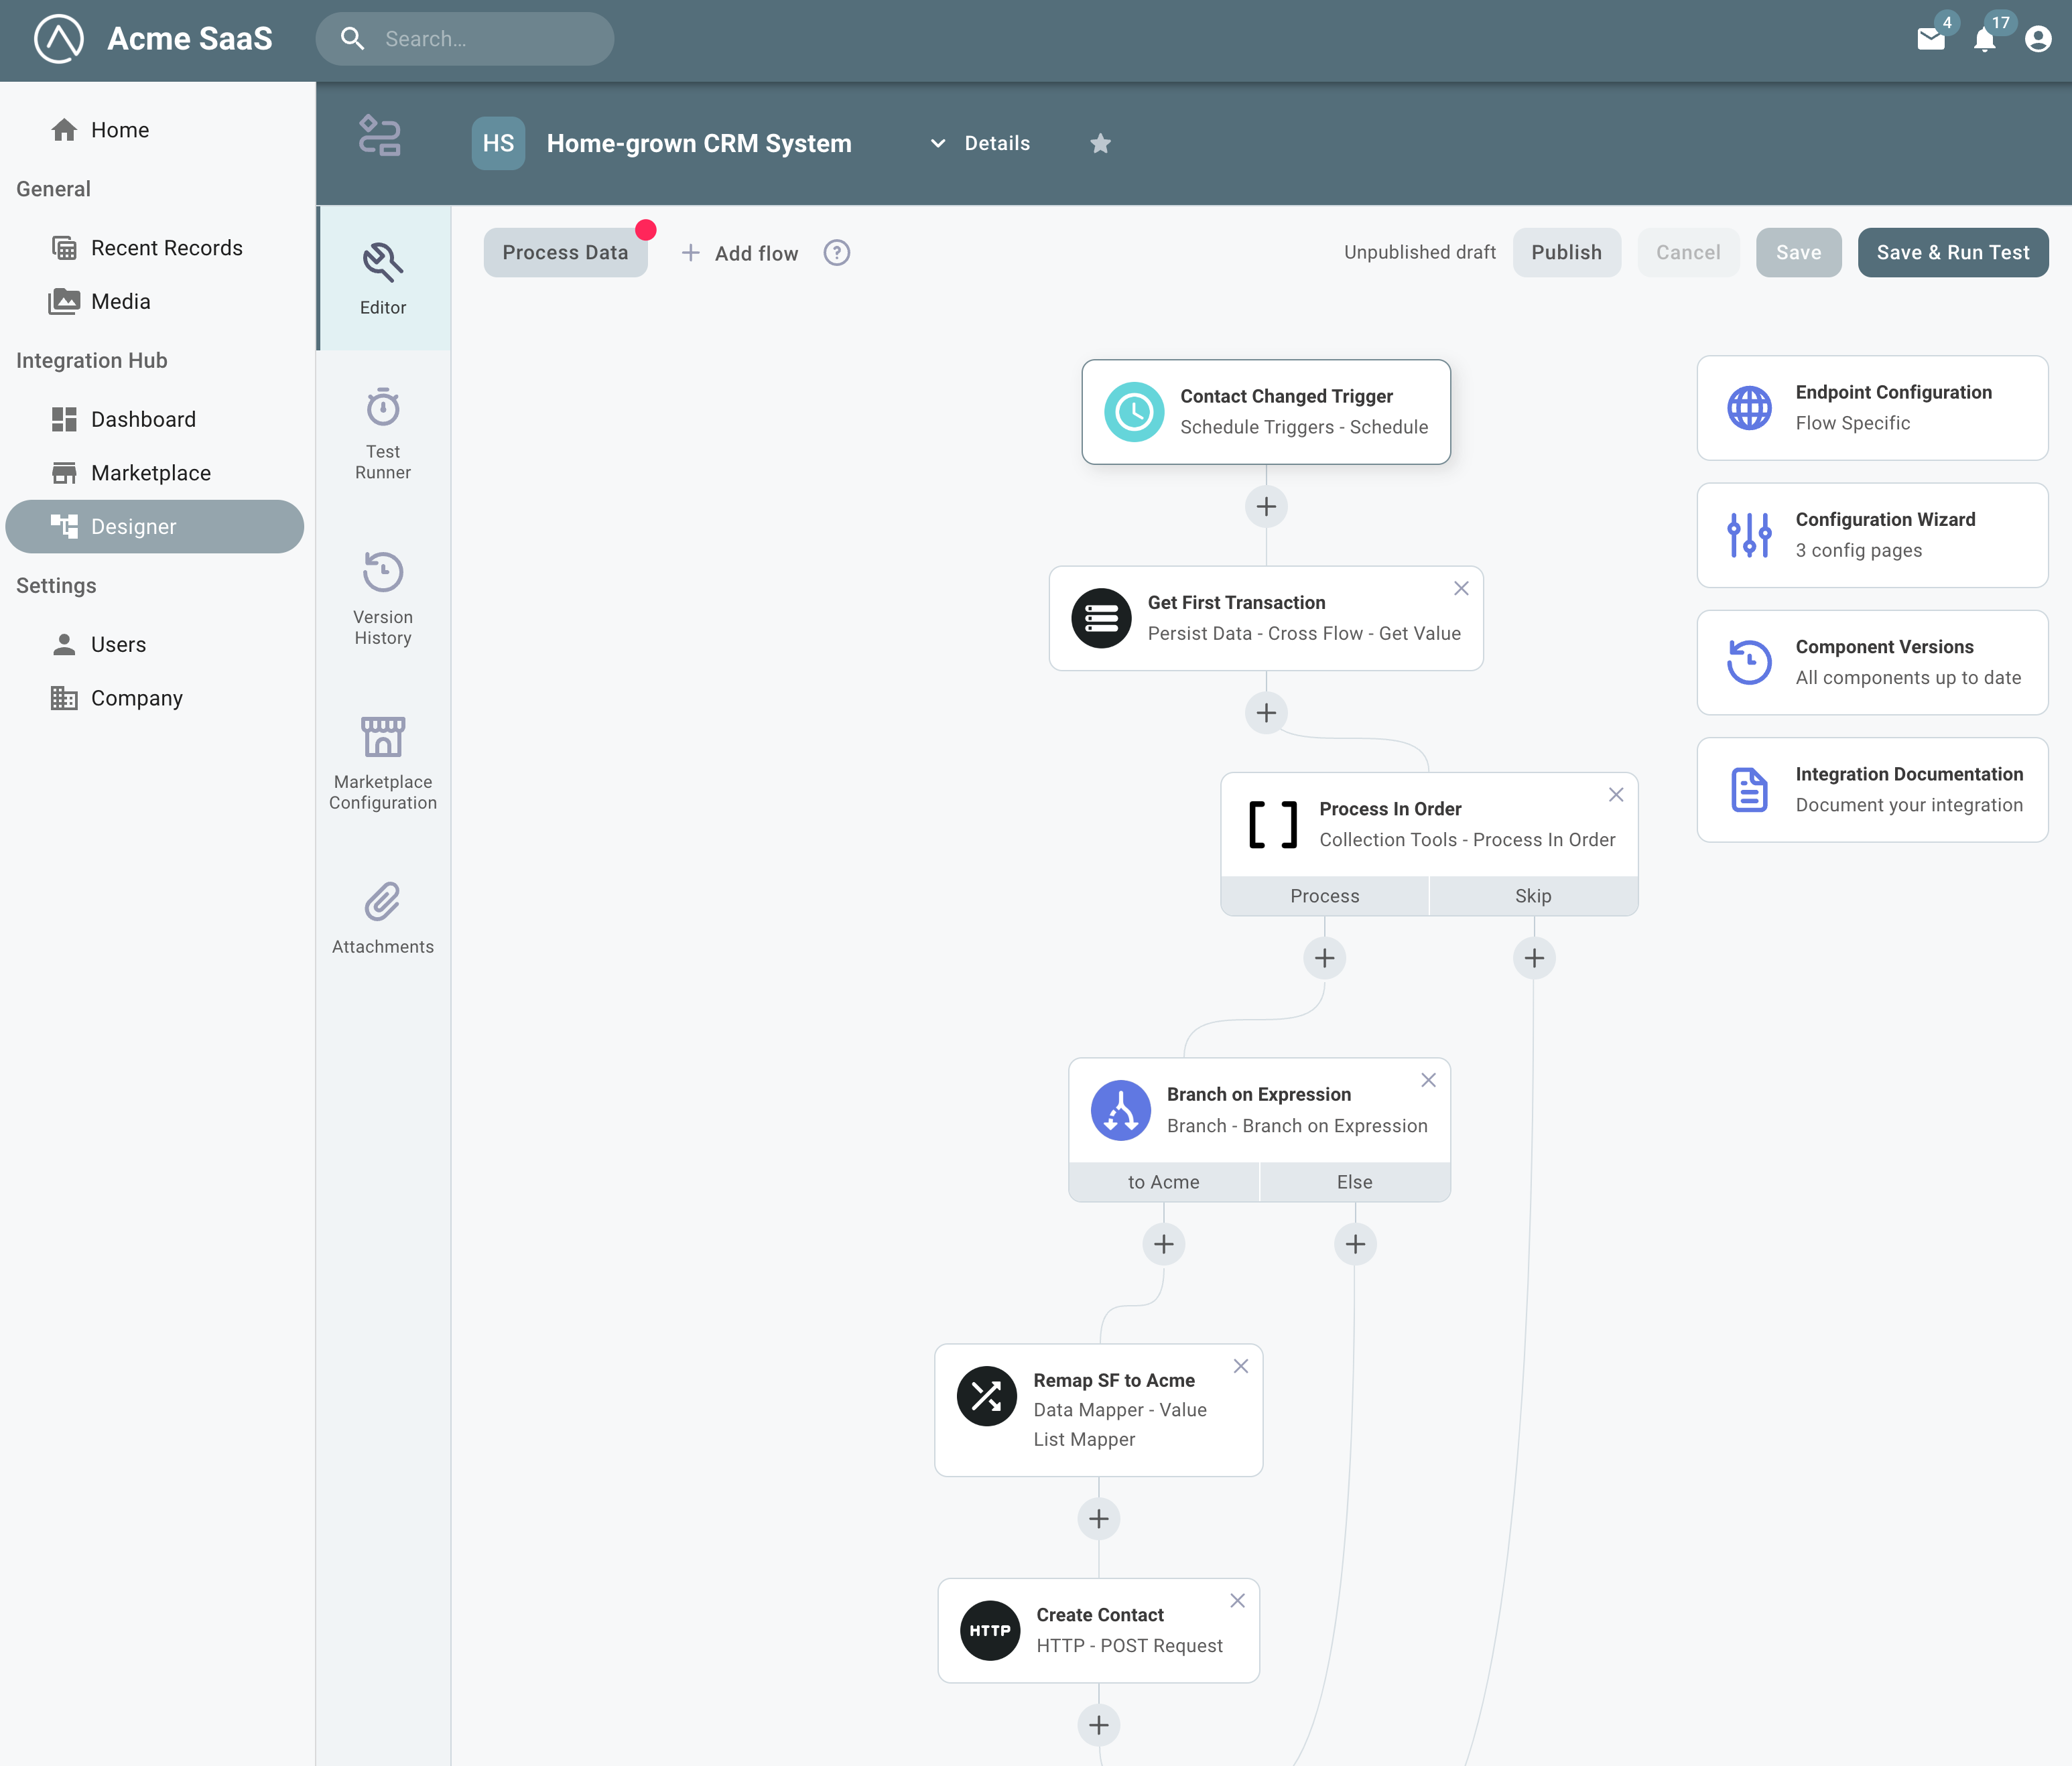 Acme SaaS
Search...
4
17
Home
General
Recent Records
Media
Integration Hub
Dashboard
Marketplace
Designer
Settings
Users
Company
HS
Home-grown CRM System
Details
Editor
Test
Runner
Version
History
Marketplace
Configuration
Attachments
Process Data
Add flow
?
Unpublished draft
Publish
Cancel
Save
Save & Run Test
Contact Changed Trigger
Schedule Triggers - Schedule
Get First Transaction
Persist Data - Cross Flow - Get Value
Process In Order
Collection Tools - Process In Order
Process
Skip
Branch on Expression
Branch - Branch on Expression
to Acme
Else
Remap SF to Acme
Data Mapper - Value
List Mapper
HTTP
Create Contact
HTTP - POST Request
Endpoint Configuration
Flow Specific
Configuration Wizard
3 config pages
Component Versions
All components up to date
Integration Documentation
Document your integration